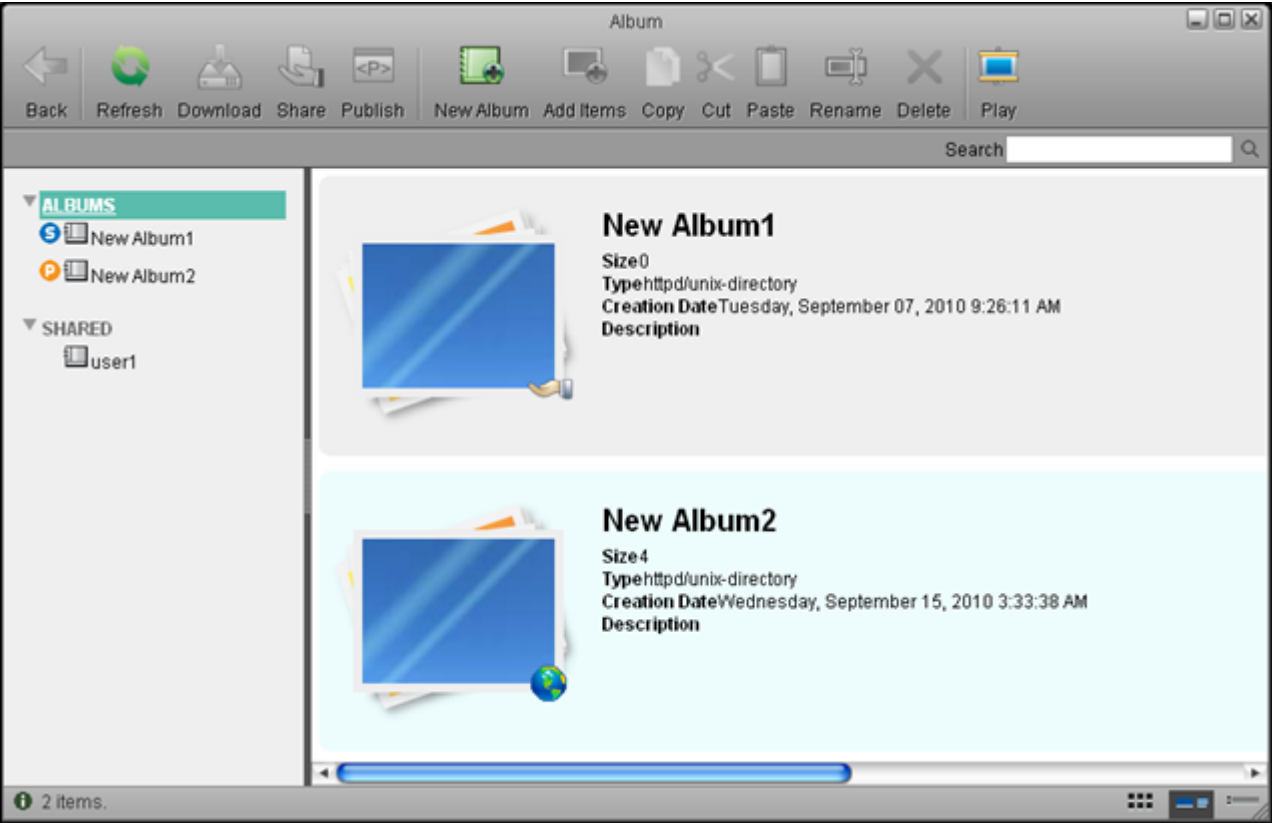 Album
<P>
Back Refresh Download Share Publish New Album Add Items Copy Cut Paste Rename Delete Play
Search
ALBUMS
S New Album1
P New Album2
SHARED
user1
New Album1
Size0
Typehttpd/unix-directory
Creation DateTuesday, September 07, 2010 9:26:11 AM
Description
New Album2
Size4
Typehttpd/unix-directory
Creation DateWednesday, September 15, 2010 3:33:38 AM
Description
2 items.